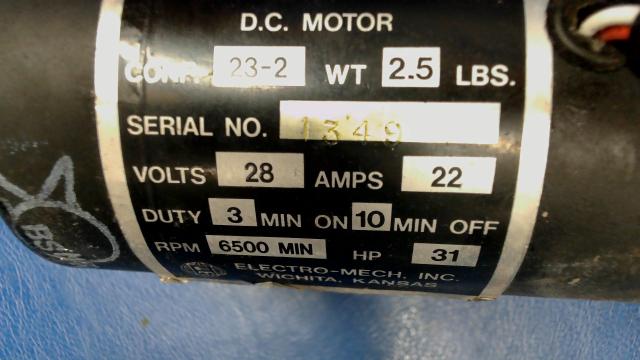 D.C. MOTOR
CONF. 23-2 WT 2.5 LBS.
SERIAL NO. 1349
VOLTS 28 AMPS 22
DUTY 3 MIN ON 10 MIN OFF
RPM 6500 MIN HP 31
ELECTRO-MECH, INC.
WICHITA, KANSAS